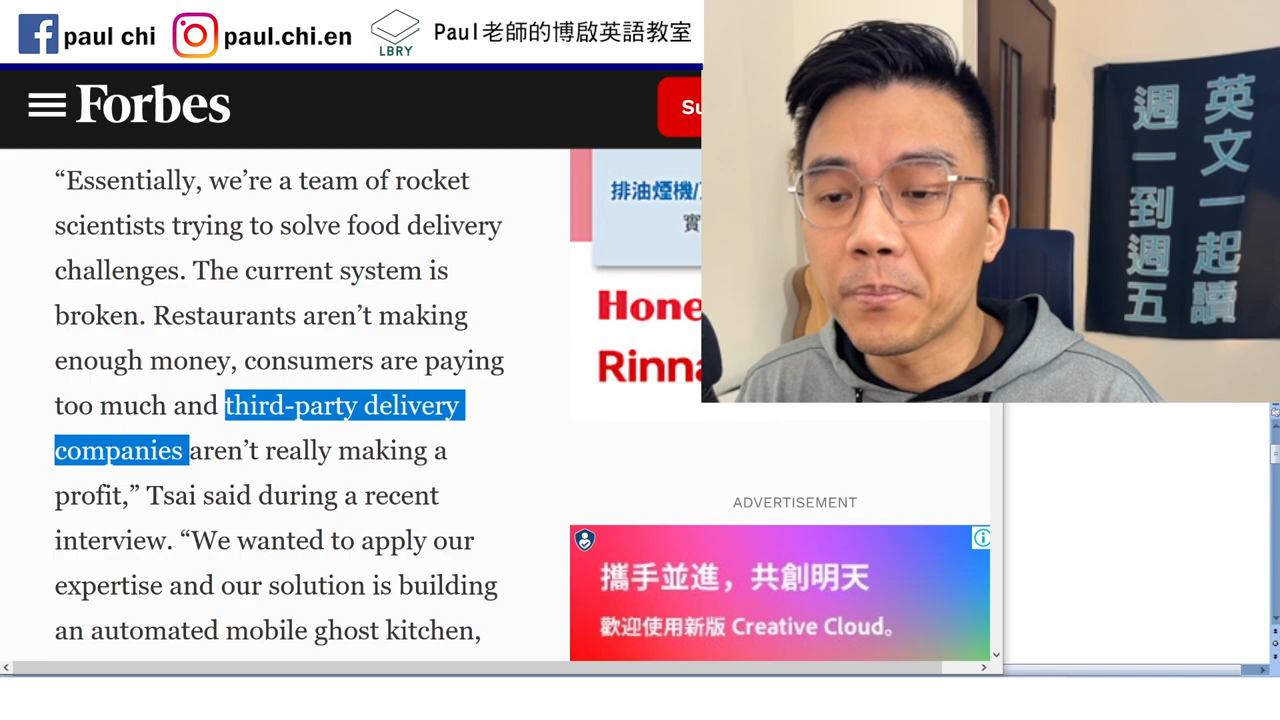 paul chi
paul.chi.en
LBRY
Paul老師的博啟英語教室
Forbes
Su
“Essentially, we’re a team of rocket
scientists trying to solve food delivery
challenges. The current system is
broken. Restaurants aren’t making
enough money, consumers are paying
too much and third-party delivery
companies aren’t really making a
profit,” Tsai said during a recent
interview. “We wanted to apply our
expertise and our solution is building
an automated mobile ghost kitchen,
排油煙機/
實
Hone
Rinna
ADVERTISEMENT
攜手並進，共創明天
歡迎使用新版 Creative Cloud。
英文一起讀
週一到週五